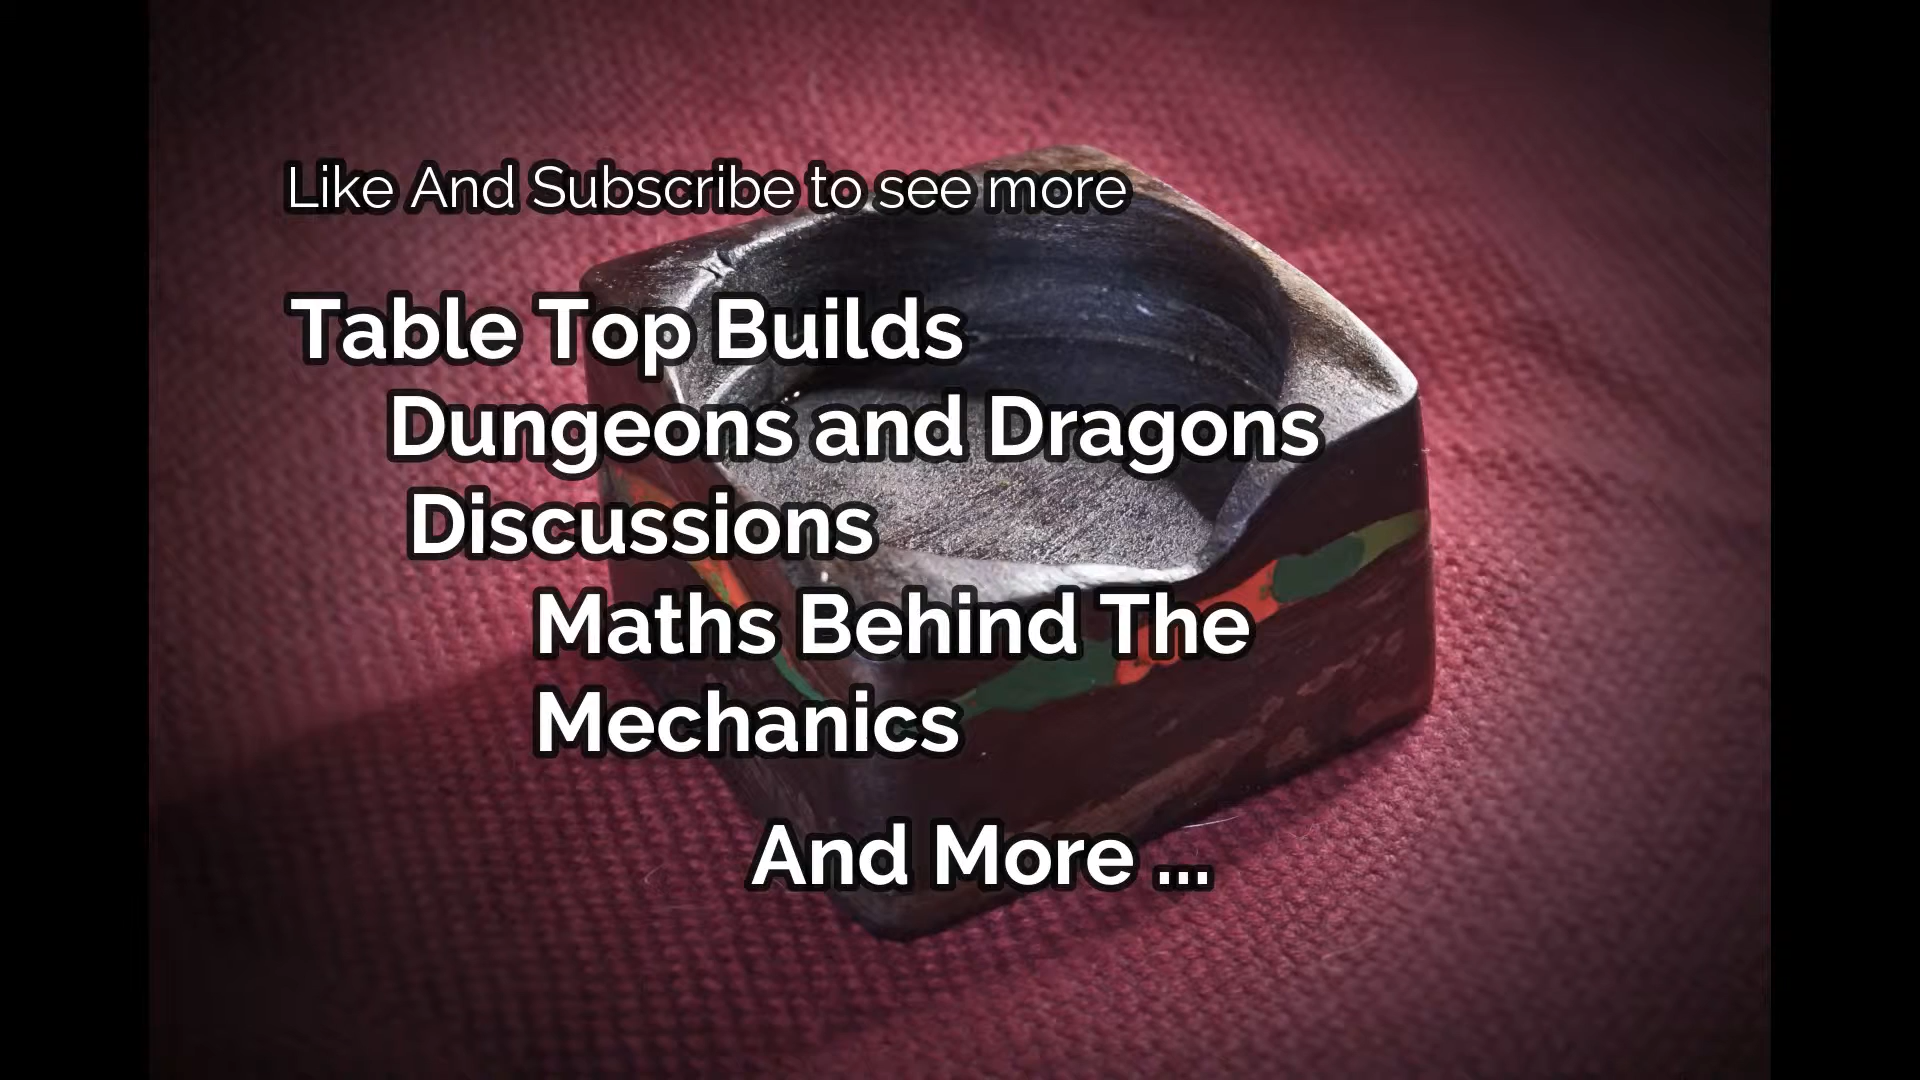 Like And Subscribe to see more
Table Top Builds
Dungeons and Dragons
Discussions
Maths Behind The
Mechanics
And More ...